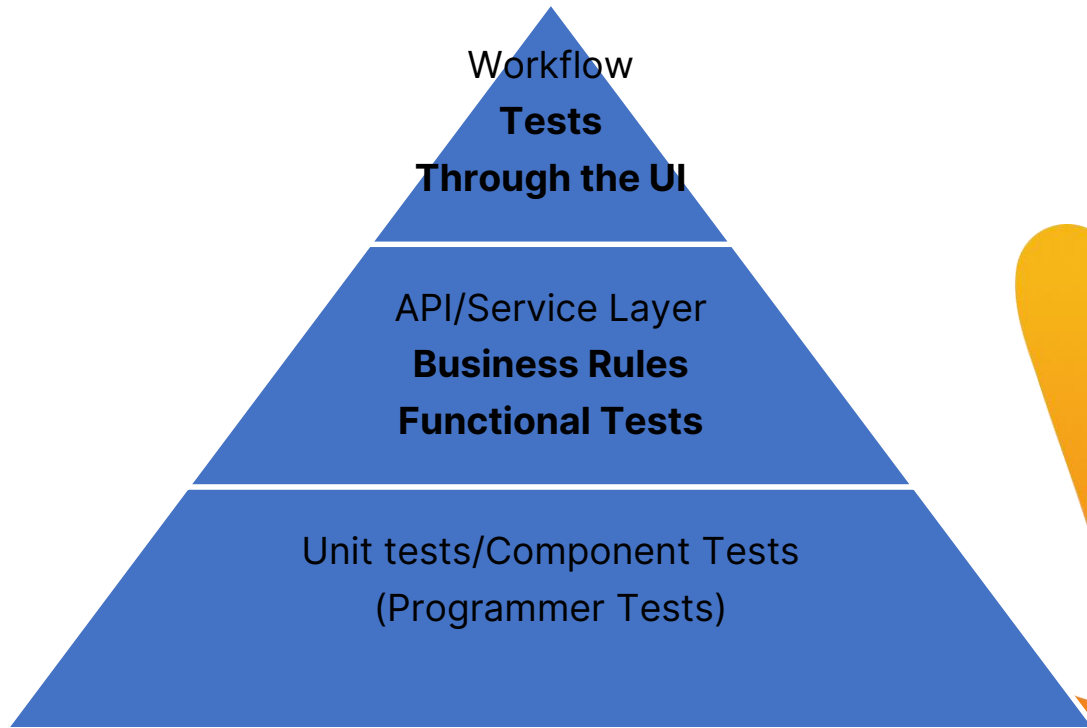 Workflow
Tests
Through the UI
API/Service Layer
Business Rules
Functional Tests
Unit tests/Component Tests
(Programmer Tests)